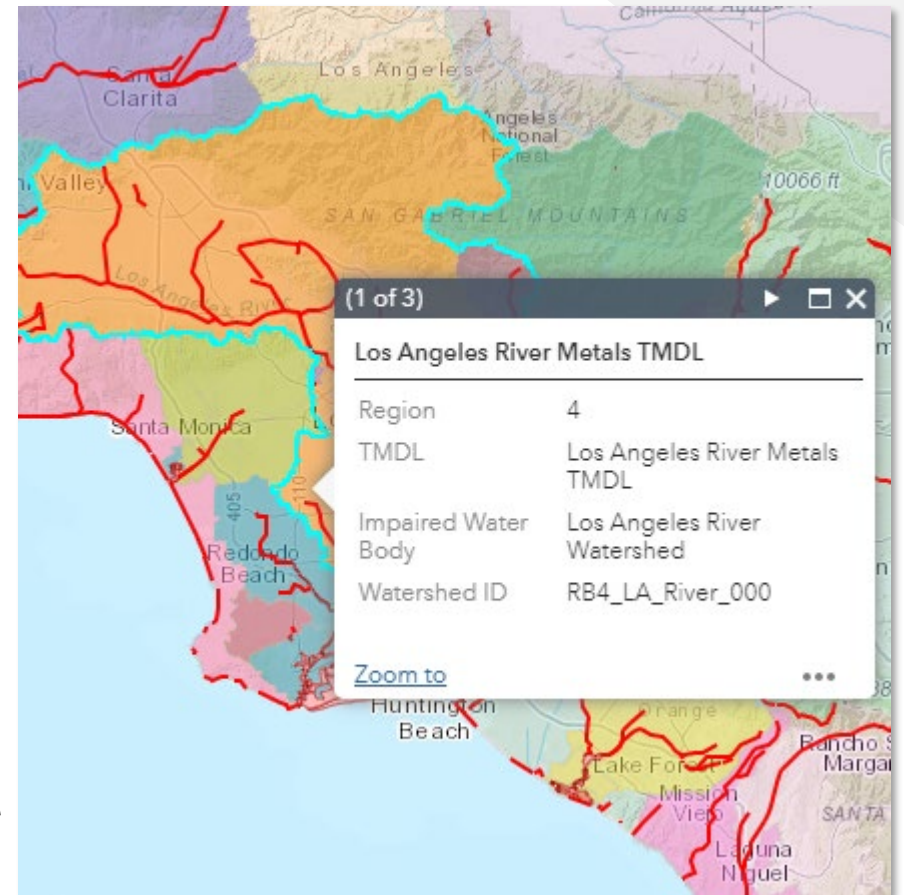 Santa
Clarita
Los Angeles
Angeles
National
Forest
Valley
10066 ft
SAN GABRIEL MOUNTAINS
Los Angeles River
(1 of 3)
Los Angeles River Metals TMDL
Region 4
TMDL Los Angeles River Metals
TMDL
Impaired Water Los Angeles River
Body Watershed
Watershed ID RB4_LA_River_000
Zoom to
Santa Monica
110
405
Redondo
Beach
Huntington
Beach
Orange
Lake Forest
Mission
Viejo
Rancho S
Margar
SANTA
Laguna
Niguel